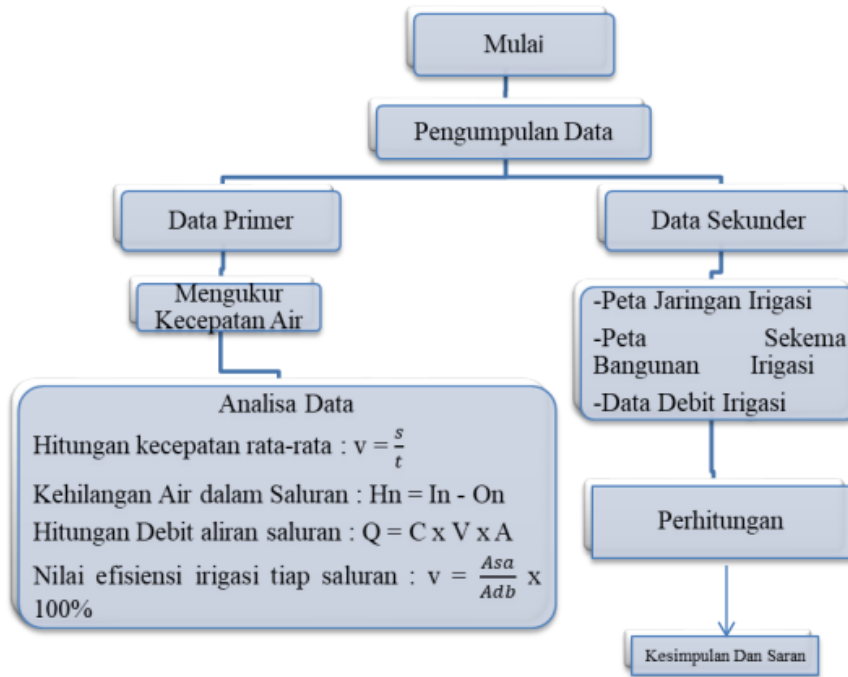 Mulai
Pengumpulan Data
Data Primer
Data Sekunder
Mengukur
Kecepatan Air
-Peta Jaringan Irigasi
-Peta Sekema
Bangunan Irigasi
-Data Debit Irigasi
Analisa Data
Hitungan kecepatan rata-rata : v = s/t
Kehilangan Air dalam Saluran : Hn = In - On
Hitungan Debit aliran saluran : Q = C x V x A
Nilai efisiensi irigasi tiap saluran : v = Asa/Adb x
100%
Perhitungan
Kesimpulan Dan Saran